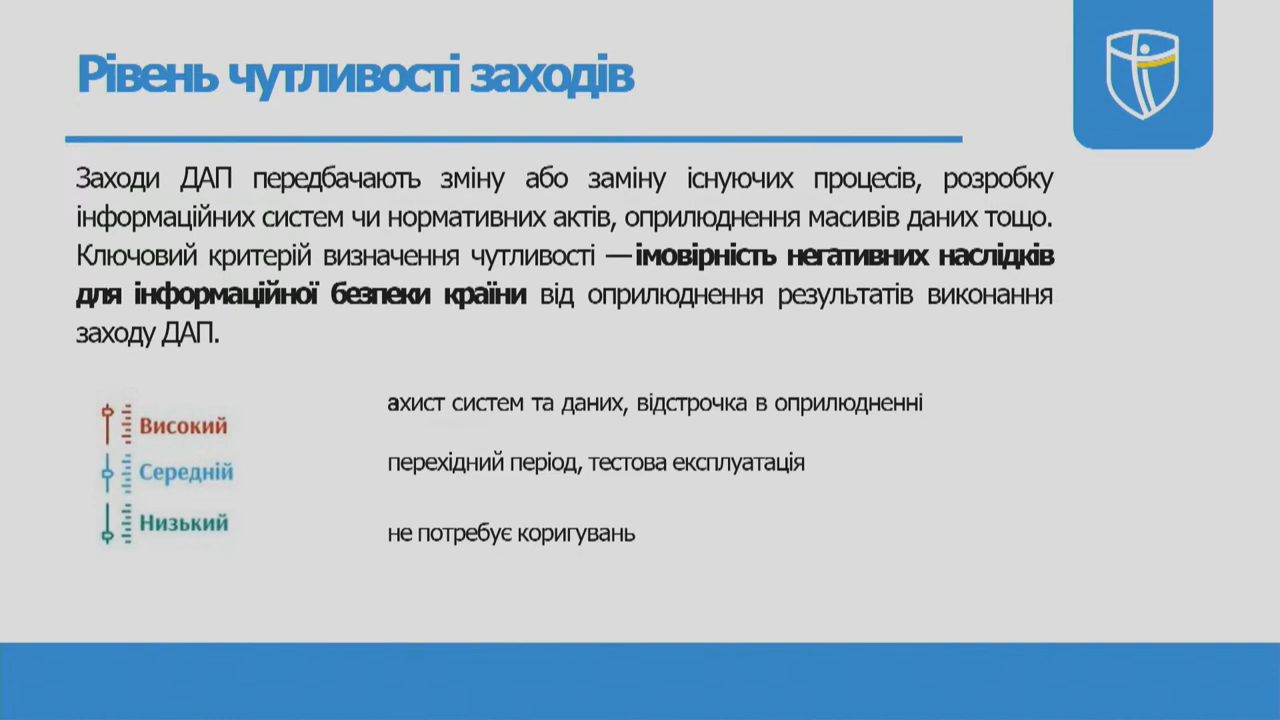 Рівень чутливості заходів
Заходи ДАП передбачають зміну або заміну існуючих процесів, розробку
інформаційних систем чи нормативних актів, оприлюднення масивів даних тощо.
Ключовий критерій визначення чутливості — імовірність негативних наслідків
для інформаційної безпеки країни від оприлюднення результатів виконання
заходу ДАП.
Високий
ахист систем та даних, відстрочка в оприлюдненні
Середній
перехідний період, тестова експлуатація
Низький
не потребує коригувань